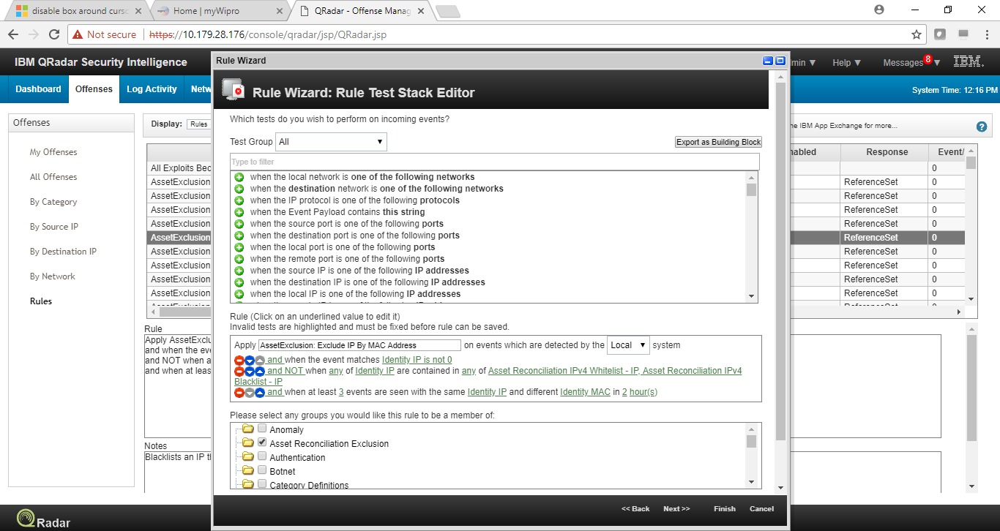 disable box around curso
Home | myWipro
QRadar - Offense Manag
Not secure
https://10.179.28.176/console/qradar/jsp/QRadar.jsp
IBM QRadar Security Intelligence
min ▼
Help ▼
Messages 8 ▼
IBM.
Dashboard
Offenses
Log Activity
Netw
System Time: 12:16 PM
Rule Wizard
Rule Wizard: Rule Test Stack Editor
Offenses
My Offenses
All Offenses
By Category
By Source IP
By Destination IP
By Network
Rules
Display: Rules
he IBM App Exchange for more...
?
nabled
Response
Event/
All Exploits Bec
0
AssetExclusion
ReferenceSet
0
AssetExclusion
ReferenceSet
0
AssetExclusion
ReferenceSet
0
AssetExclusion
ReferenceSet
0
AssetExclusion
ReferenceSet
0
AssetExclusion
ReferenceSet
0
AssetExclusion
ReferenceSet
0
AssetExclusion
ReferenceSet
0
AssetExclusion
ReferenceSet
0
Rule
Apply AssetExclu
and when the eve
and NOT when a
and when at leas
Notes
Blacklists an IP th
Which tests do you wish to perform on incoming events?
Test Group All
Export as Building Block
Type to filter
when the local network is one of the following networks
when the destination network is one of the following networks
when the IP protocol is one of the following protocols
when the Event Payload contains this string
when the source port is one of the following ports
when the destination port is one of the following ports
when the local port is one of the following ports
when the remote port is one of the following ports
when the source IP is one of the following IP addresses
when the destination IP is one of the following IP addresses
when the local IP is one of the following IP addresses
Rule (Click on an underlined value to edit it)
Invalid tests are highlighted and must be fixed before rule can be saved.
Apply AssetExclusion: Exclude IP By MAC Address on events which are detected by the Local system
and when the event matches Identity IP is not 0
and NOT when any of Identity IP are contained in any of Asset Reconciliation IPv4 Whitelist - IP, Asset Reconciliation IPv4
Blacklist - IP
and when at least 3 events are seen with the same Identity IP and different Identity MAC in 2 hour(s)
Please select any groups you would like this rule to be a member of:
Anomaly
Asset Reconciliation Exclusion
Authentication
Botnet
Category Definitions
<< Back
Next >>
Finish
Cancel
QRadar